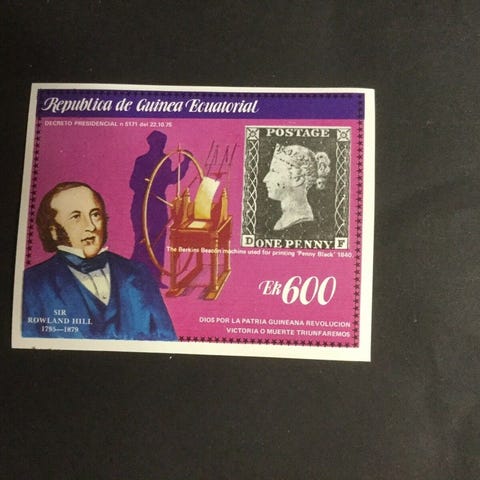 Republica de Guinea Ecuatorial
DECRETO PRESIDENCIAL n 5171 del 22.10.75
POSTAGE
ONE PENNY
D F
The Berkins Beacon machine used for printing 'Penny Black' 1840
Ek600
SIR
ROWLAND HILL
1795—1879
DIOS POR LA PATRIA GUINEANA REVOLUCION
VICTORIA O MUERTE TRIUNFAREMOS